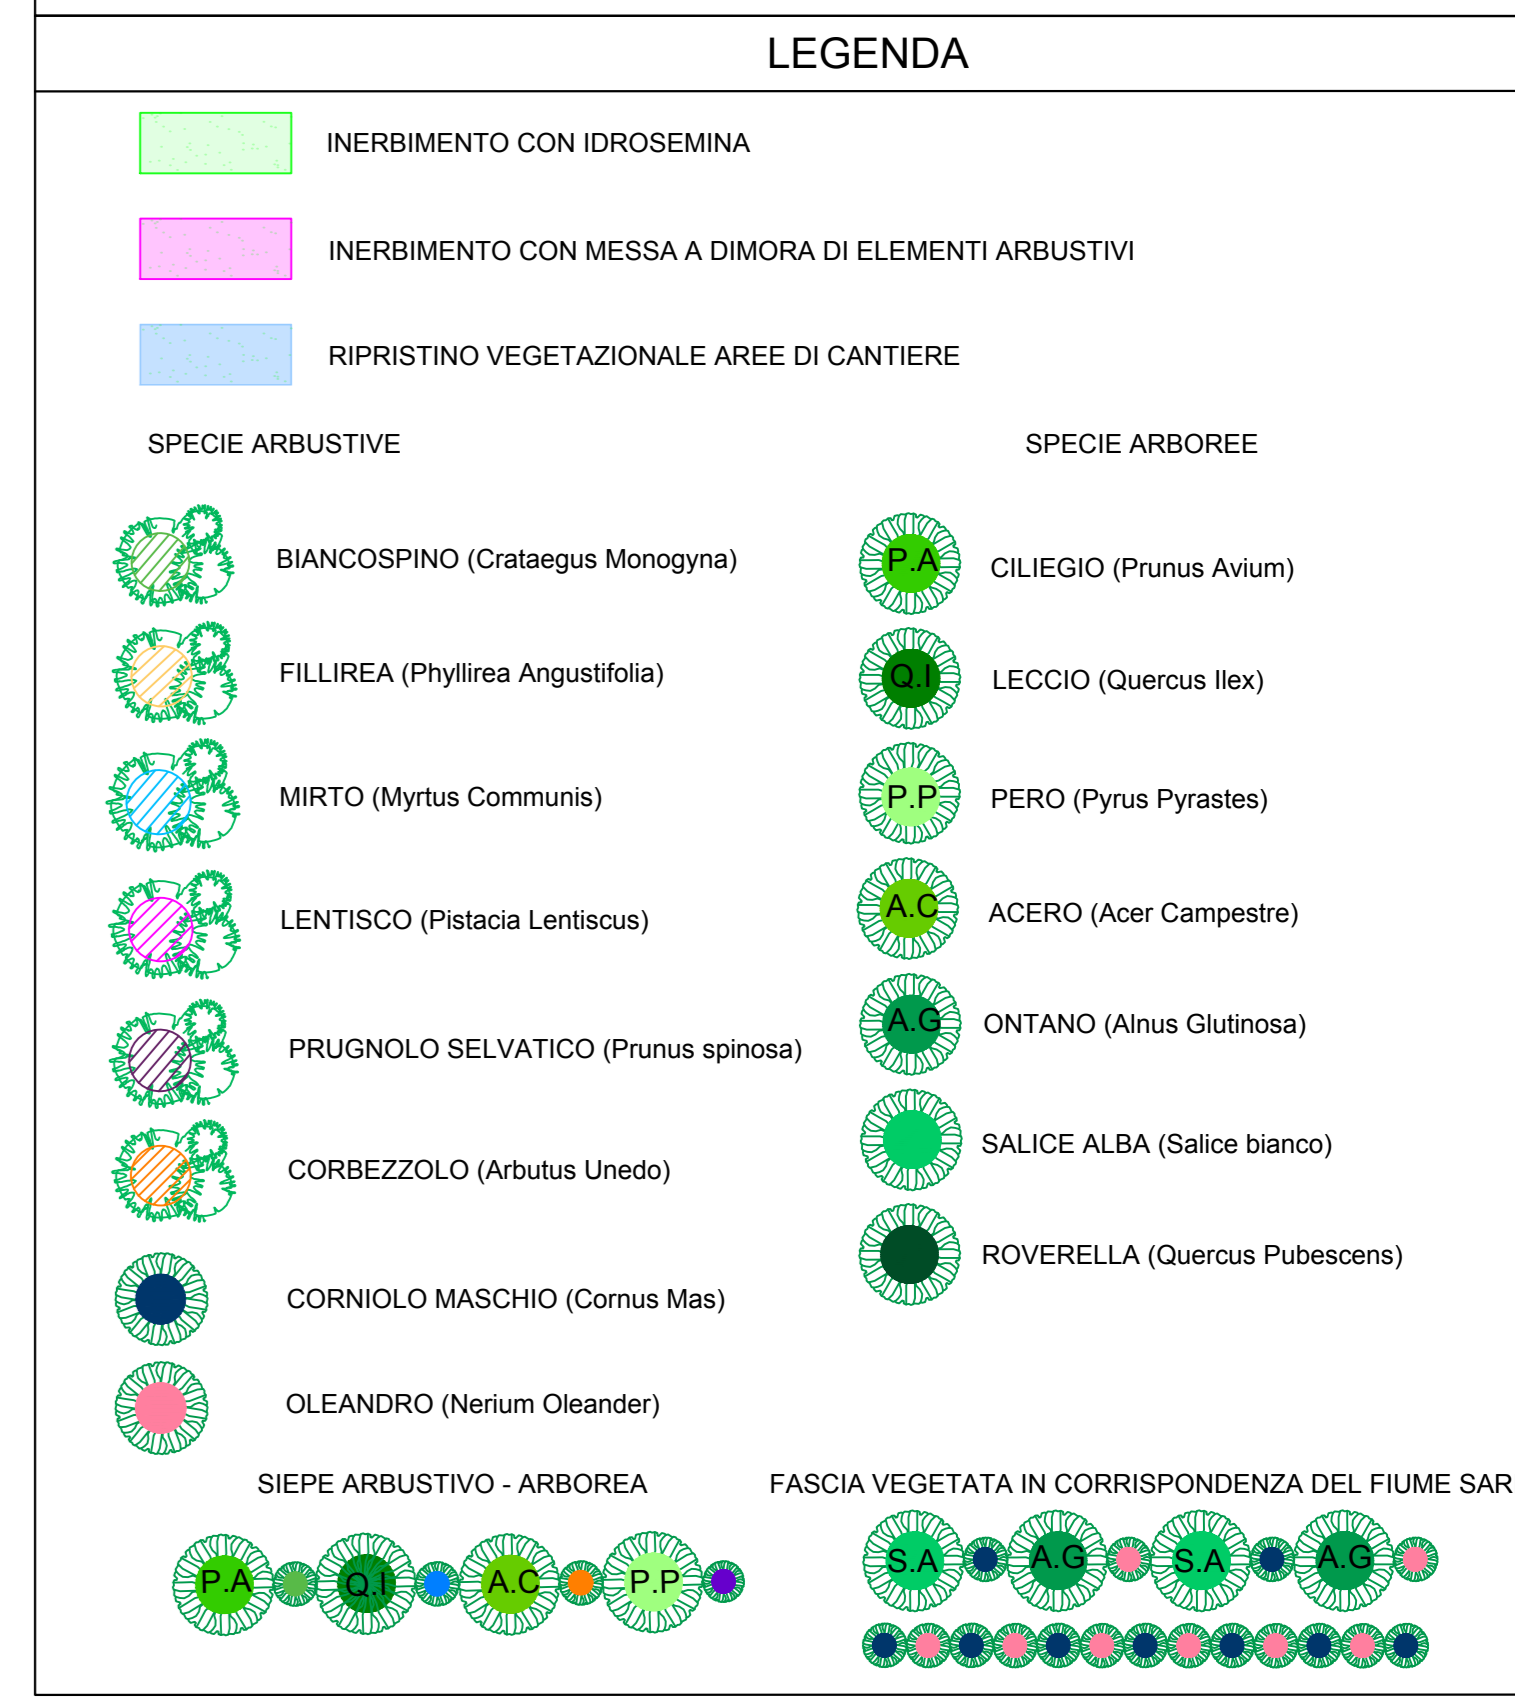 LEGENDA
INERBIMENTO CON IDROSEMINA
INERBIMENTO CON MESSA A DIMORA DI ELEMENTI ARBUSTIVI
RIPRISTINO VEGETAZIONALE AREE DI CANTIERE
SPECIE ARBUSTIVE
BIANCOSPINO (Crataegus Monogyna)
FILLIREA (Phyllirea Angustifolia)
MIRTO (Myrtus Communis)
LENTISCO (Pistacia Lentiscus)
PRUGNOLO SELVATICO (Prunus spinosa)
CORBEZZOLO (Arbutus Unedo)
CORNIOLO MASCHIO (Cornus Mas)
OLEANDRO (Nerium Oleander)
SPECIE ARBOREE
P.A CILIEGIO (Prunus Avium)
Q.I LECCIO (Quercus Ilex)
P.P PERO (Pyrus Pyrastes)
A.C ACERO (Acer Campestre)
A.G ONTANO (Alnus Glutinosa)
SALICE ALBA (Salice bianco)
ROVERELLA (Quercus Pubescens)
SIEPE ARBUSTIVO - ARBOREA
P.A Q.I A.C P.P
FASCIA VEGETATA IN CORRISPONDENZA DEL FIUME SAR
S.A A.G S.A A.G